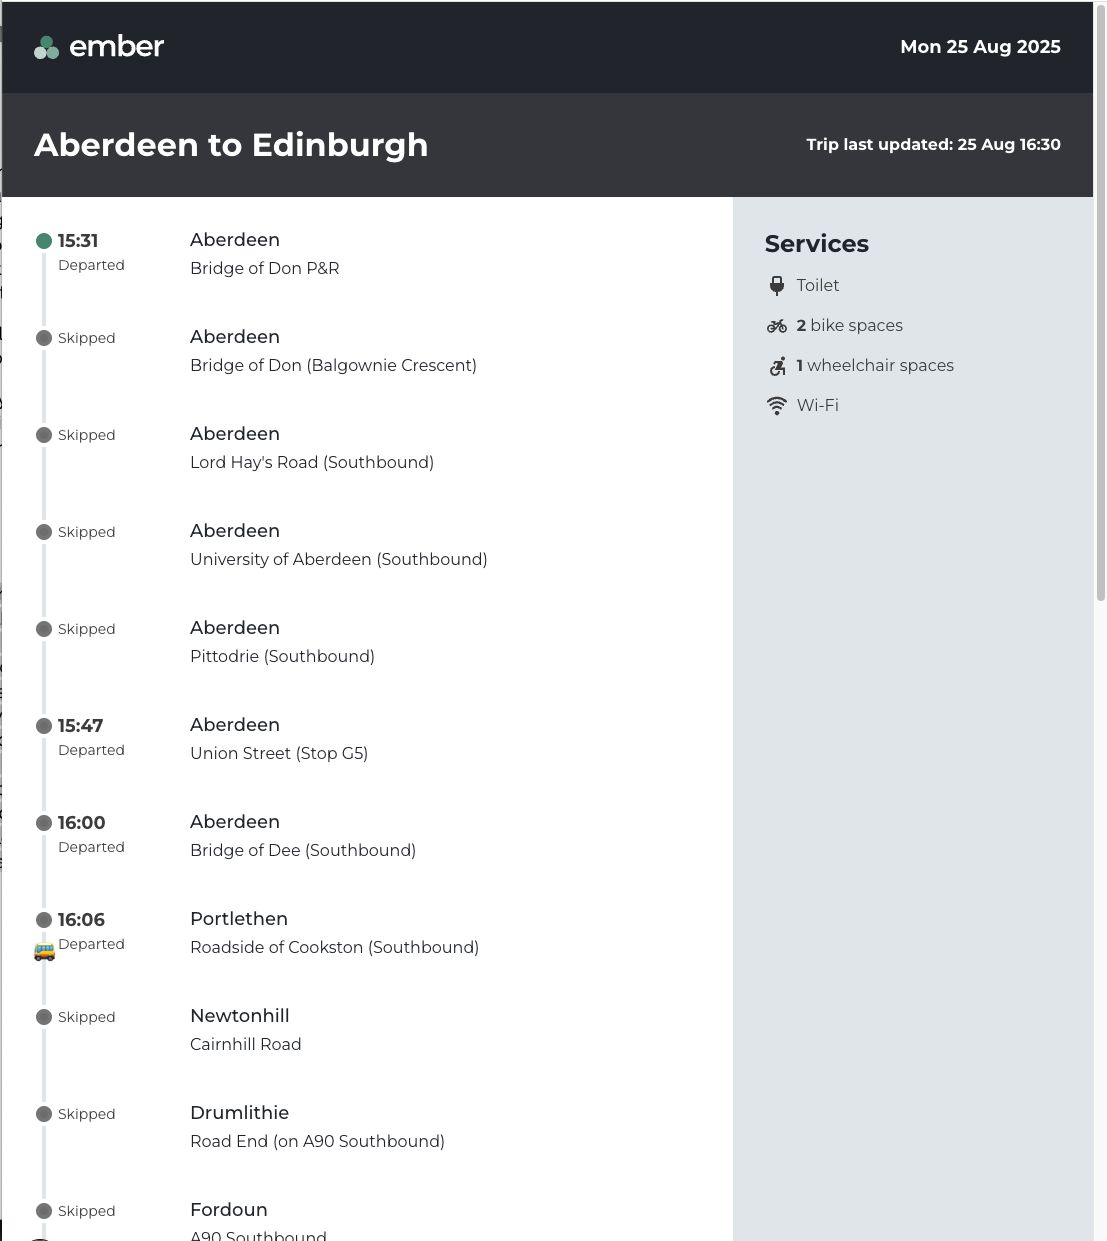 ember
Mon 25 Aug 2025
Aberdeen to Edinburgh
Trip last updated: 25 Aug 16:30
15:31
Departed
Aberdeen
Bridge of Don P&R
Skipped
Aberdeen
Bridge of Don (Balgownie Crescent)
Skipped
Aberdeen
Lord Hay's Road (Southbound)
Skipped
Aberdeen
University of Aberdeen (Southbound)
Skipped
Aberdeen
Pittodrie (Southbound)
15:47
Departed
Aberdeen
Union Street (Stop G5)
16:00
Departed
Aberdeen
Bridge of Dee (Southbound)
16:06
Departed
Portlethen
Roadside of Cookston (Southbound)
Skipped
Newtonhill
Cairnhill Road
Skipped
Drumlithie
Road End (on A90 Southbound)
Skipped
Fordoun
A90 Southbound
Services
Toilet
2 bike spaces
1 wheelchair spaces
Wi-Fi